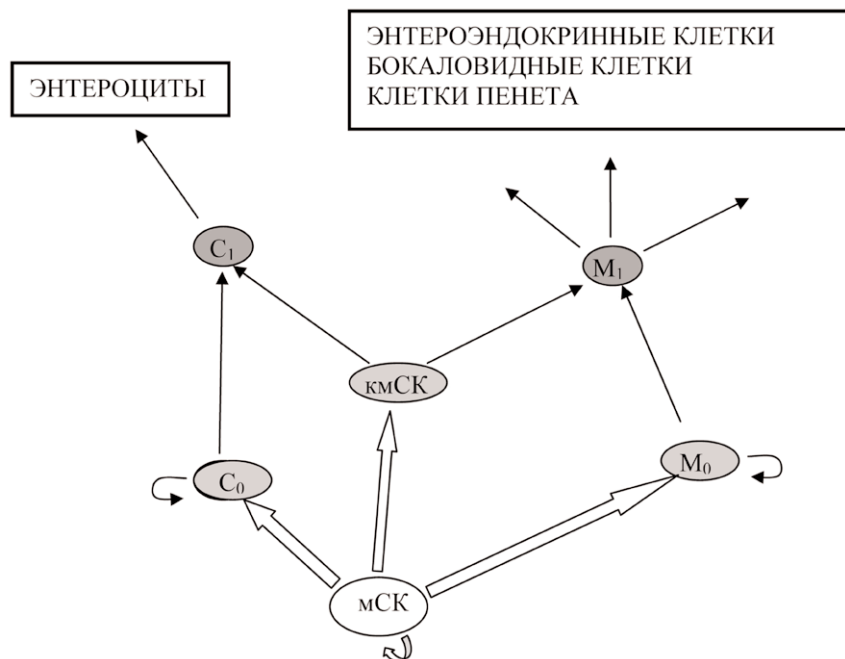 ЭНТЕРОЭНДОКРИННЫЕ КЛЕТКИ
БОКАЛОВИДНЫЕ КЛЕТКИ
КЛЕТКИ ПЕНЕТА
ЭНТЕРОЦИТЫ
C₁
M₁
кмСК
C₀
M₀
мСК